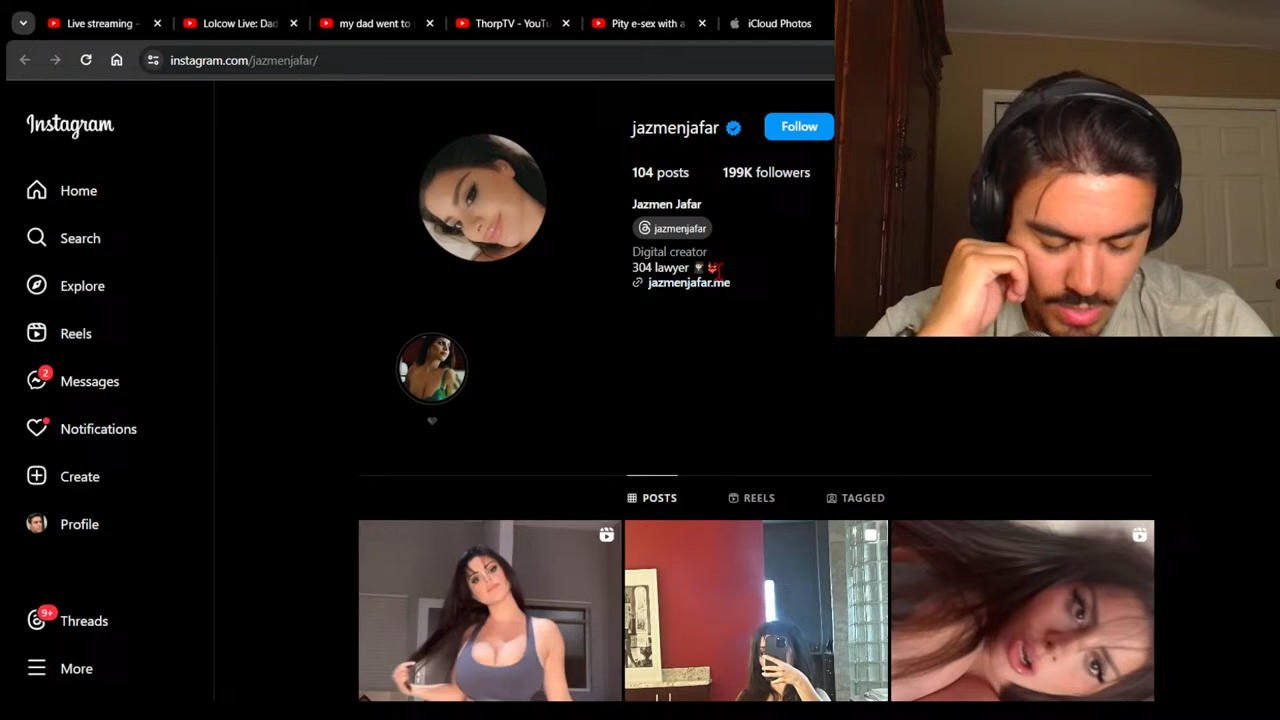 Live streaming -
Lolcow Live: Dad
my dad went to
ThorpTV - YouTu
Pity e-sex with a
iCloud Photos
instagram.com/jazmenjafar/
Instagram
jazmenjafar
Follow
104 posts
199K followers
Jazmen Jafar
jazmenjafar
Digital creator
304 lawyer
jazmenjafar.me
Home
Search
Explore
Reels
2
Messages
Notifications
Create
Profile
9+
Threads
More
POSTS
REELS
TAGGED